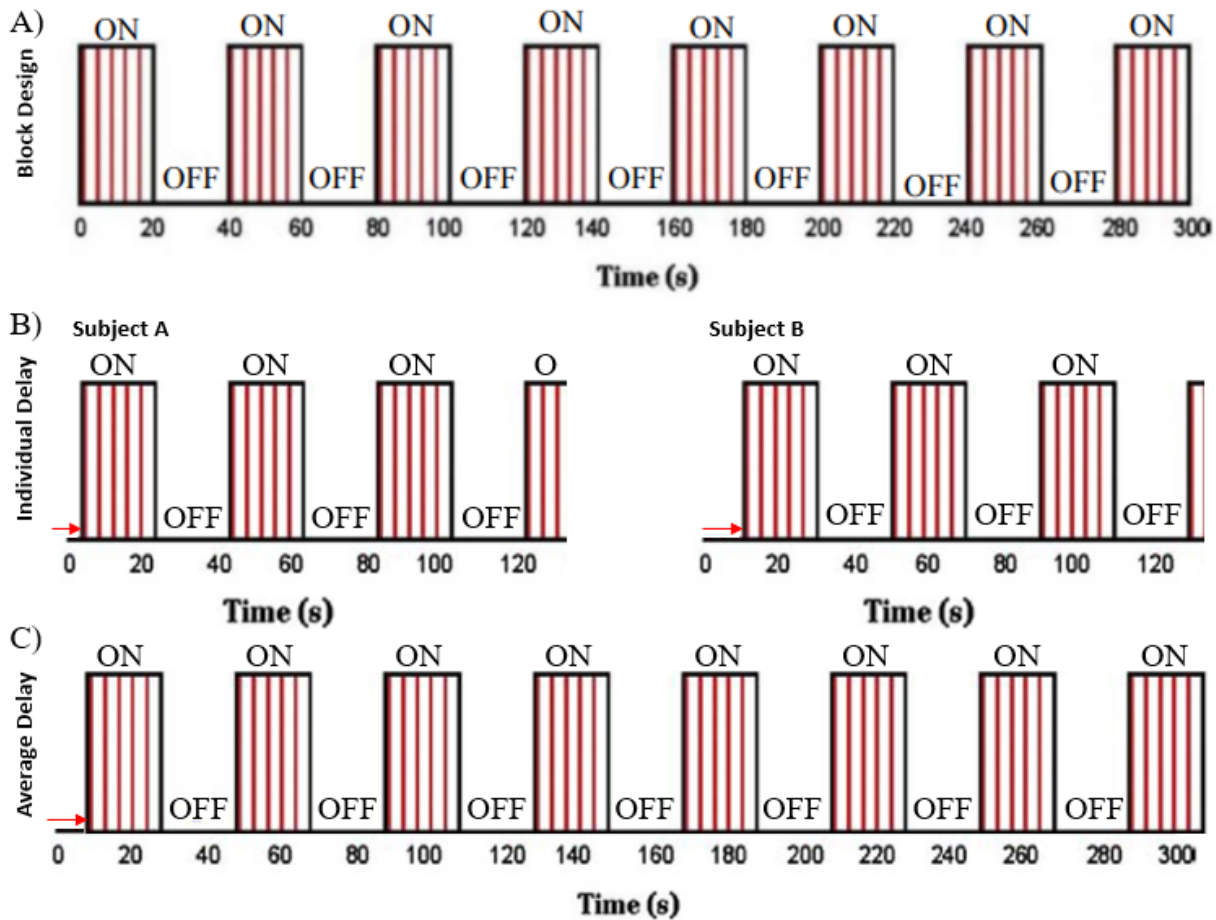 A)
Block Design
ON ON ON ON ON ON ON ON
OFF OFF OFF OFF OFF OFF OFF
0 20 40 60 80 100 120 140 160 180 200 220 240 260 280 300
Time (s)
B)
Individual Delay
Subject A
ON ON ON O
OFF OFF OFF
0 20 40 60 80 100 120
Time (s)
Subject B
ON ON ON
OFF OFF OFF
0 20 40 60 80 100 120
Time (s)
C)
Average Delay
ON ON ON ON ON ON ON ON
OFF OFF OFF OFF OFF OFF OFF
0 20 40 60 80 100 120 140 160 180 200 220 240 260 280 300
Time (s)